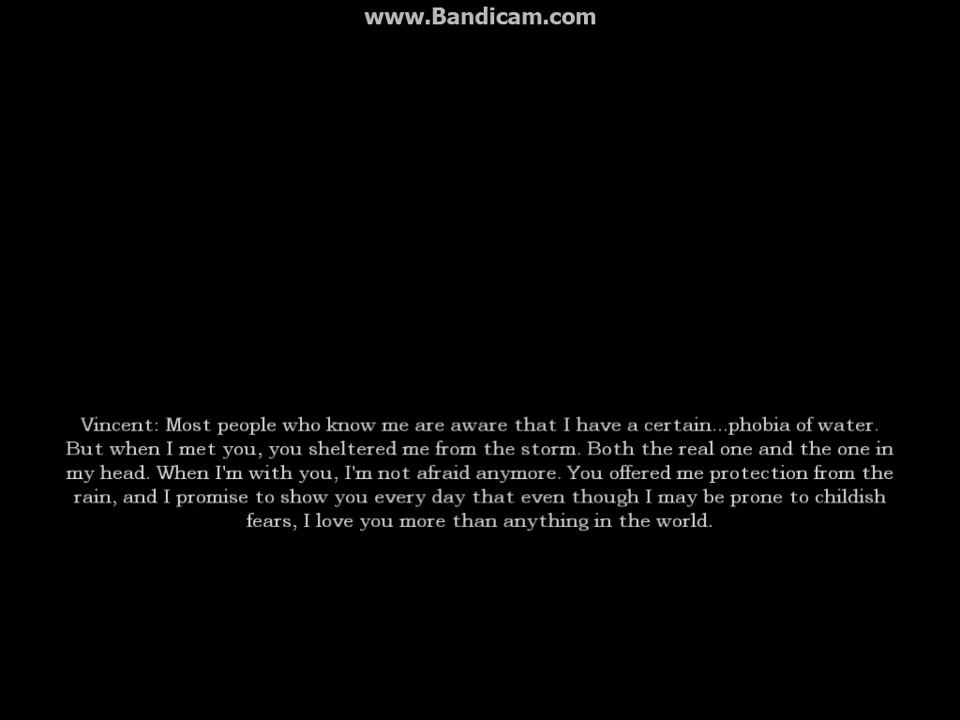 www.Bandicam.com
Vincent: Most people who know me are aware that I have a certain...phobia of water.
But when I met you, you sheltered me from the storm. Both the real one and the one in
my head. When I'm with you, I'm not afraid anymore. You offered me protection from the
rain, and I promise to show you every day that even though I may be prone to childish
fears, I love you more than anything in the world.